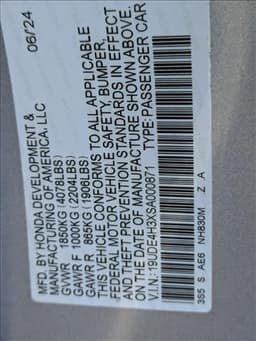 MFD. BY HONDA DEVELOPMENT & 06/24
MANUFACTURING OF AMERICA, LLC
GVWR 1850KG (4078LBS)
GAWR F 1000KG (2204LBS)
GAWR R 865KG (1906LBS)
THIS VEHICLE CONFORMS TO ALL APPLICABLE
FEDERAL MOTOR VEHICLE SAFETY, BUMPER,
AND THEFT PREVENTION STANDARDS IN EFFECT
ON THE DATE OF MANUFACTURE SHOWN ABOVE.
V.I.N.: 19UDE4H3XSA000871 TYPE: PASSENGER CAR
355 S AE6 NH830M Z A